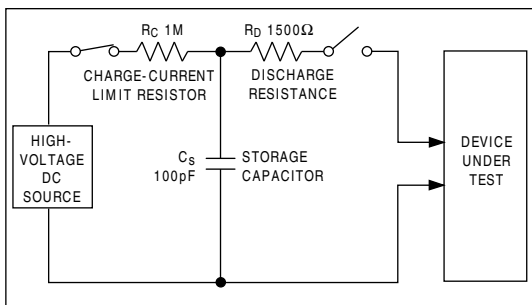 RC 1M
CHARGE-CURRENT
LIMIT RESISTOR
RD 1500Ω
DISCHARGE
RESISTANCE
HIGH-
VOLTAGE
DC
SOURCE
CS
100pF
STORAGE
CAPACITOR
DEVICE
UNDER
TEST